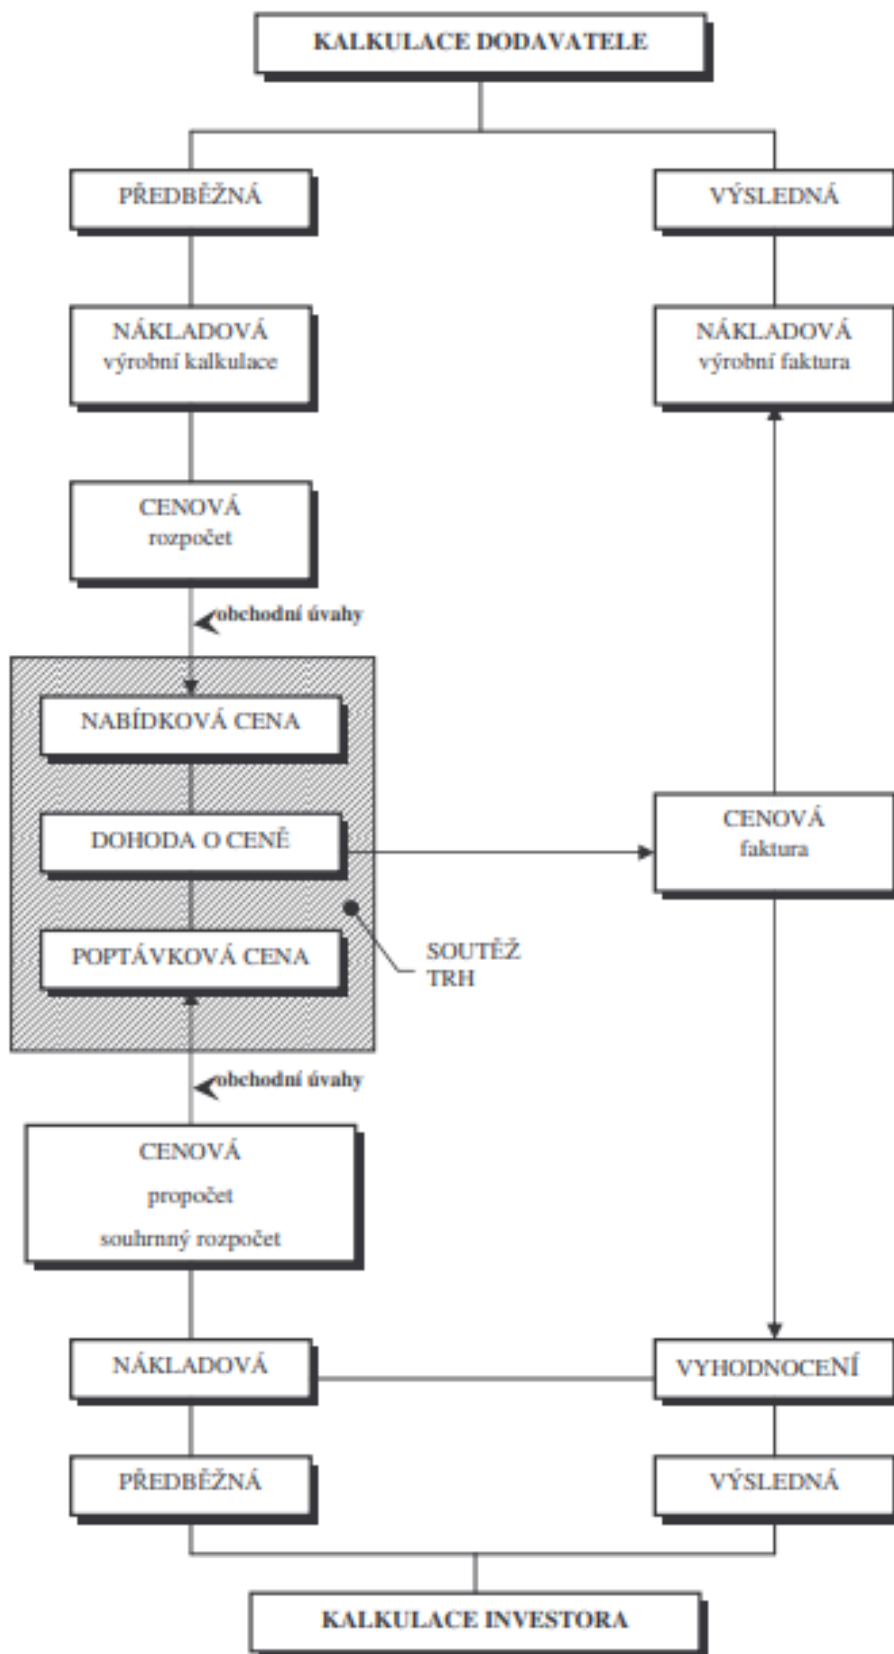 KALKULACE DODAVATELE
PŘEDBĚŽNÁ
VÝSLEDNÁ
NÁKLADOVÁ
výrobní kalkulace
NÁKLADOVÁ
výrobní faktura
CENOVÁ
rozpočet
obchodní úvahy
NABÍDKOVÁ CENA
DOHODA O CENĚ
CENOVÁ
faktura
POPTÁVKOVÁ CENA
SOUTĚŽ
TRH
obchodní úvahy
CENOVÁ
propočet
souhrnný rozpočet
NÁKLADOVÁ
VYHODNOCENÍ
PŘEDBĚŽNÁ
VÝSLEDNÁ
KALKULACE INVESTORA